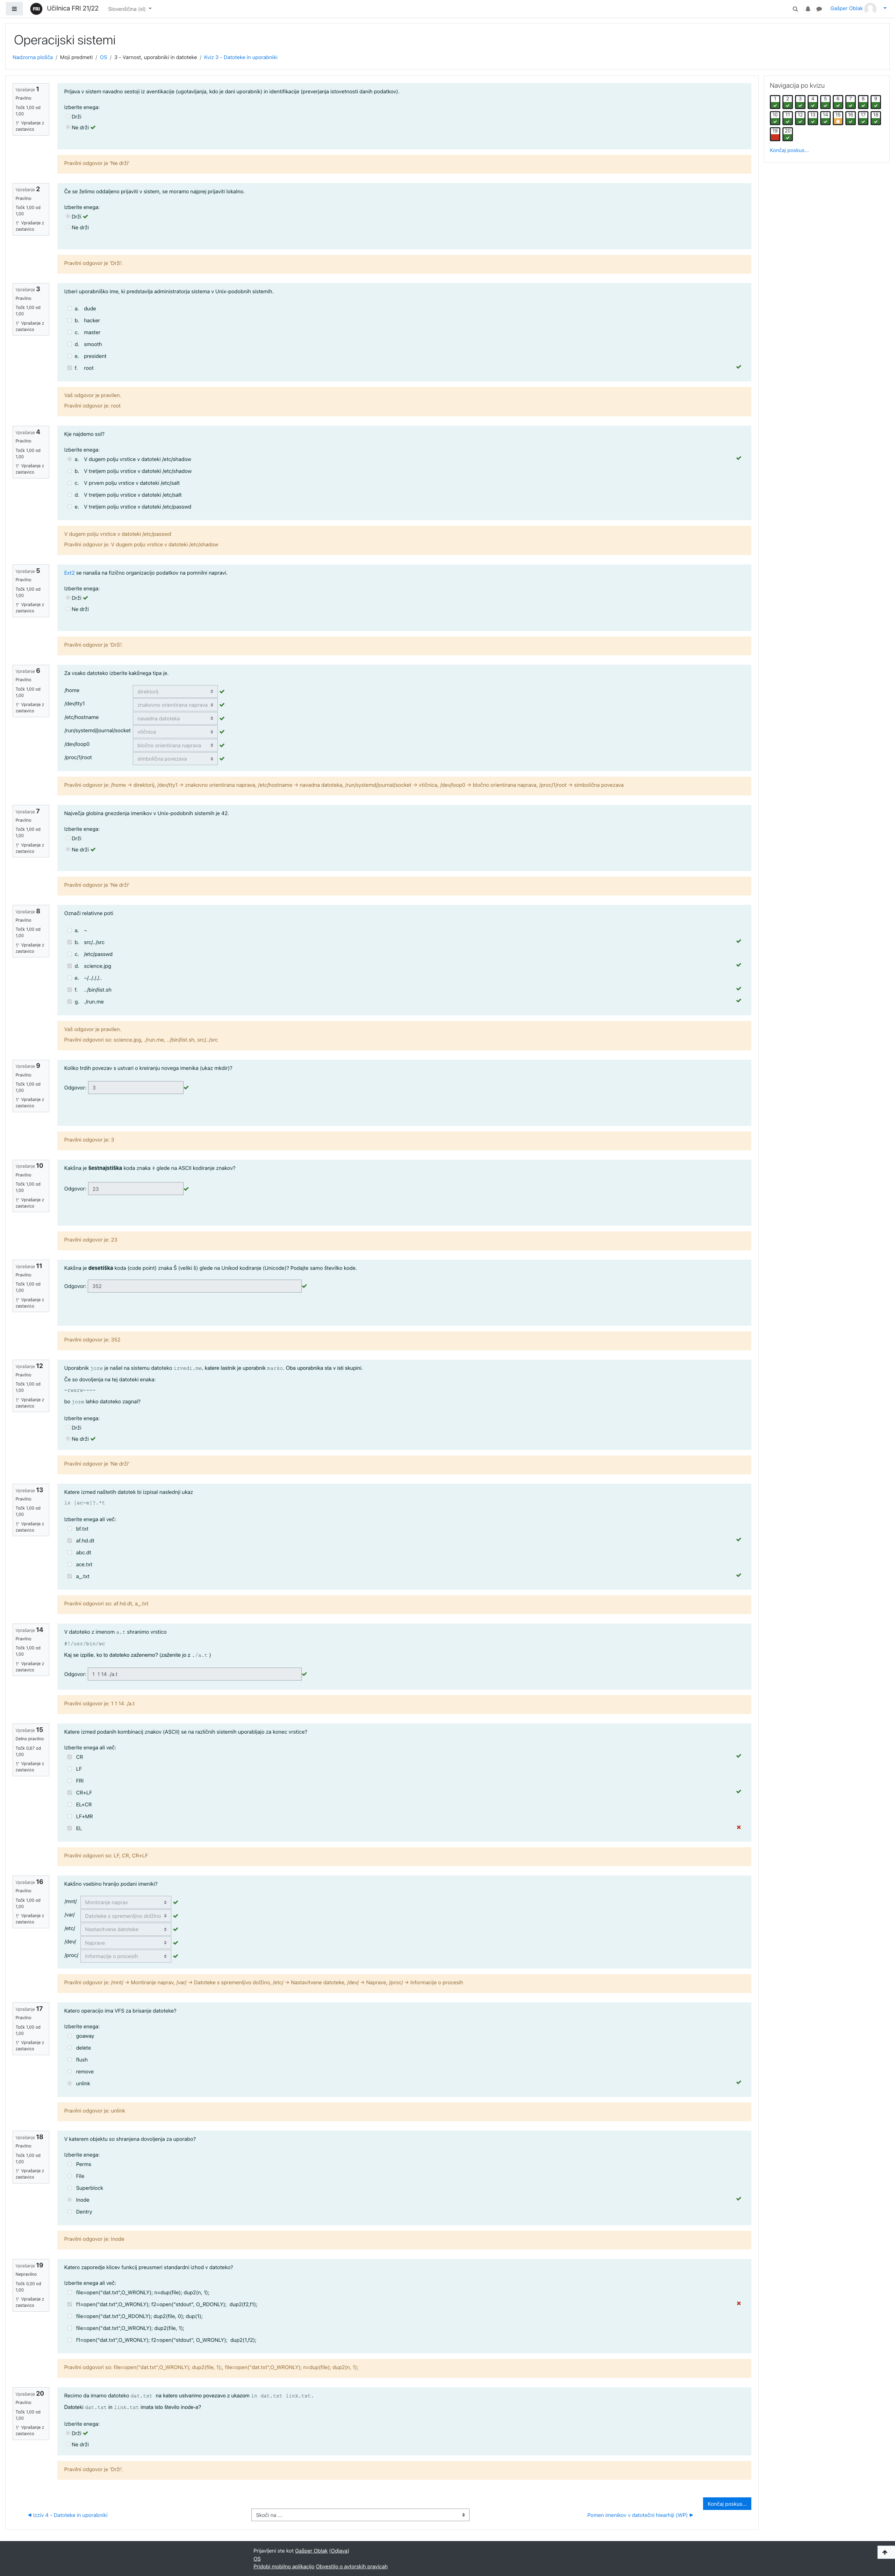 FRI Učilnica FRI 21/22 Slovenščina (sl) Gašper Oblak
Operacijski sistemi
Nadzorna plošča / Moji predmeti / OS / 3 - Varnost, uporabniki in datoteke / Kviz 3 - Datoteke in uporabniki
Navigacija po kvizu
1 2 3 4 5 6 7 8 9
10 11 12 13 14 15 16 17 18
19 20
Končaj poskus...
Vprašanje 1
Pravilno
Točk 1,00 od 1,00
Vprašanje z zastavico
Prijava v sistem navadno sestoji iz aventikacije (ugotavljanja, kdo je dani uporabnik) in identifikacije (preverjanja istovetnosti danih podatkov).
Izberite enega:
Drži
Ne drži
Pravilni odgovor je 'Ne drži'
Vprašanje 2
Pravilno
Točk 1,00 od 1,00
Vprašanje z zastavico
Če se želimo oddaljeno prijaviti v sistem, se moramo najprej prijaviti lokalno.
Izberite enega:
Drži
Ne drži
Pravilni odgovor je 'Drži'.
Vprašanje 3
Pravilno
Točk 1,00 od 1,00
Vprašanje z zastavico
Izberi uporabniško ime, ki predstavlja administratorja sistema v Unix-podobnih sistemih.
a. dude
b. hacker
c. master
d. smooth
e. president
f. root
Vaš odgovor je pravilen.
Pravilni odgovor je: root
Vprašanje 4
Pravilno
Točk 1,00 od 1,00
Vprašanje z zastavico
Kje najdemo sol?
Izberite enega:
a. V dugem polju vrstice v datoteki /etc/shadow
b. V tretjem polju vrstice v datoteki /etc/shadow
c. V prvem polju vrstice v datoteki /etc/salt
d. V tretjem polju vrstice v datoteki /etc/salt
e. V tretjem polju vrstice v datoteki /etc/passwd
V dugem polju vrstice v datoteki /etc/passwd
Pravilni odgovor je: V dugem polju vrstice v datoteki /etc/shadow
Vprašanje 5
Pravilno
Točk 1,00 od 1,00
Vprašanje z zastavico
Ext2 se nanaša na fizično organizacijo podatkov na pomnilni napravi.
Izberite enega:
Drži
Ne drži
Pravilni odgovor je 'Drži'.
Vprašanje 6
Pravilno
Točk 1,00 od 1,00
Vprašanje z zastavico
Za vsako datoteko izberite kakšnega tipa je.
/home direktorij
/dev/tty1 znakovno orientirana naprava
/etc/hostname navadna datoteka
/run/systemd/journal/socket vtičnica
/dev/loop0 bločno orientirana naprava
/proc/1/root simbolična povezava
Pravilni odgovor je: /home → direktorij, /dev/tty1 → znakovno orientirana naprava, /etc/hostname → navadna datoteka, /run/systemd/journal/socket → vtičnica, /dev/loop0 → bločno orientirana naprava, /proc/1/root → simbolična povezava
Vprašanje 7
Pravilno
Točk 1,00 od 1,00
Vprašanje z zastavico
Največja globina gnezdenja imenikov v Unix-podobnih sistemih je 42.
Izberite enega:
Drži
Ne drži
Pravilni odgovor je 'Ne drži'
Vprašanje 8
Pravilno
Točk 1,00 od 1,00
Vprašanje z zastavico
Označi relativne poti
a. ~
b. src/../src
c. /etc/passwd
d. science.jpg
e.
f. ../bin/list.sh
g. ./run.me
Vaš odgovor je pravilen.
Pravilni odgovori so: science.jpg, ./run.me, ../bin/list.sh, src/../src
Vprašanje 9
Pravilno
Točk 1,00 od 1,00
Vprašanje z zastavico
Koliko trdih povezav s ustvari o kreiranju novega imenika (ukaz mkdir)?
Odgovor: 3
Pravilni odgovor je: 3
Vprašanje 10
Pravilno
Točk 1,00 od 1,00
Vprašanje z zastavico
Kakšna je šestnajstiška koda znaka # glede na ASCII kodiranje znakov?
Odgovor: 23
Pravilni odgovor je: 23
Vprašanje 11
Pravilno
Točk 1,00 od 1,00
Vprašanje z zastavico
Kakšna je desetiška koda (code point) znaka Š (veliki š) glede na Unikod kodiranje (Unicode)? Podajte samo številko kode.
Odgovor: 352
Pravilni odgovor je: 352
Vprašanje 12
Pravilno
Točk 1,00 od 1,00
Vprašanje z zastavico
Uporabnik joze je našel na sistemu datoteko izvedi.me, katere lastnik je uporabnik marko. Oba uporabnika sta v isti skupini.
Če so dovoljenja na tej datoteki enaka:
-rwxrw----
bo joze lahko datoteko zagnal?
Izberite enega:
Drži
Ne drži
Pravilni odgovor je 'Ne drži'
Vprašanje 13
Pravilno
Točk 1,00 od 1,00
Vprašanje z zastavico
Katere izmed naštetih datotek bi izpisal naslednji ukaz
ls [ac-e]?.*t
Izberite enega ali več:
bf.txt
af.hd.dt
abc.dt
ace.txt
a_.txt
Pravilni odgovori so: af.hd.dt, a_.txt
Vprašanje 14
Pravilno
Točk 1,00 od 1,00
Vprašanje z zastavico
V datoteko z imenom a.t shranimo vrstico
#!/usr/bin/wc
Kaj se izpiše, ko to datoteko zaženemo? (zaženite jo z ./a.t )
Odgovor: 1 1 14 ./a.t
Pravilni odgovor je: 1 1 14 ./a.t
Vprašanje 15
Delno pravilno
Točk 0,67 od 1,00
Vprašanje z zastavico
Katere izmed podanih kombinacij znakov (ASCII) se na različnih sistemih uporabljajo za konec vrstice?
Izberite enega ali več:
CR
LF
FRI
CR+LF
EL+CR
LF+MR
EL
Pravilni odgovori so: LF, CR, CR+LF
Vprašanje 16
Pravilno
Točk 1,00 od 1,00
Vprašanje z zastavico
Kakšno vsebino hranijo podani imeniki?
/mnt/ Montiranje naprav
/var/ Datoteke s spremenljivo dolžino
/etc/ Nastavitvene datoteke
/dev/ Naprave
/proc/ Informacije o procesih
Pravilni odgovor je: /mnt/ → Montiranje naprav, /var/ → Datoteke s spremenljivo dolžino, /etc/ → Nastavitvene datoteke, /dev/ → Naprave, /proc/ → Informacije o procesih
Vprašanje 17
Pravilno
Točk 1,00 od 1,00
Vprašanje z zastavico
Katero operacijo ima VFS za brisanje datoteke?
Izberite enega:
goaway
delete
flush
remove
unlink
Pravilni odgovor je: unlink
Vprašanje 18
Pravilno
Točk 1,00 od 1,00
Vprašanje z zastavico
V katerem objektu so shranjena dovoljenja za uporabo?
Izberite enega:
Perms
File
Superblock
Inode
Dentry
Pravilni odgovor je: Inode
Vprašanje 19
Nepravilno
Točk 0,00 od 1,00
Vprašanje z zastavico
Katero zaporedje klicev funkcij preusmeri standardni izhod v datoteko?
Izberite enega ali več:
file=open("dat.txt",O_WRONLY); n=dup(file); dup2(n, 1);
f1=open("dat.txt",O_WRONLY); f2=open("stdout", O_RDONLY); dup2(f2,f1);
file=open("dat.txt",O_RDONLY); dup2(file, 0); dup(1);
file=open("dat.txt",O_WRONLY); dup2(file, 1);
f1=open("dat.txt",O_WRONLY); f2=open("stdout", O_WRONLY); dup2(1,f2);
Pravilni odgovori so: file=open("dat.txt",O_WRONLY); dup2(file, 1);, file=open("dat.txt",O_WRONLY); n=dup(file); dup2(n, 1);
Vprašanje 20
Pravilno
Točk 1,00 od 1,00
Vprašanje z zastavico
Recimo da imamo datoteko dat.txt na katero ustvarimo povezavo z ukazom ln dat.txt link.txt.
Datoteki dat.txt in link.txt imata isto število inode-a?
Izberite enega:
Drži
Ne drži
Pravilni odgovor je 'Drži'.
Končaj poskus...
◄ Izziv 4 - Datoteke in uporabniki
Skoči na ...
Pomen imenikov v datotečni hiearhiji (WP) ►
Prijavljeni ste kot Gašper Oblak (Odjava)
OS
Pridobi mobilno aplikacijo Obvestilo o avtorskih pravicah